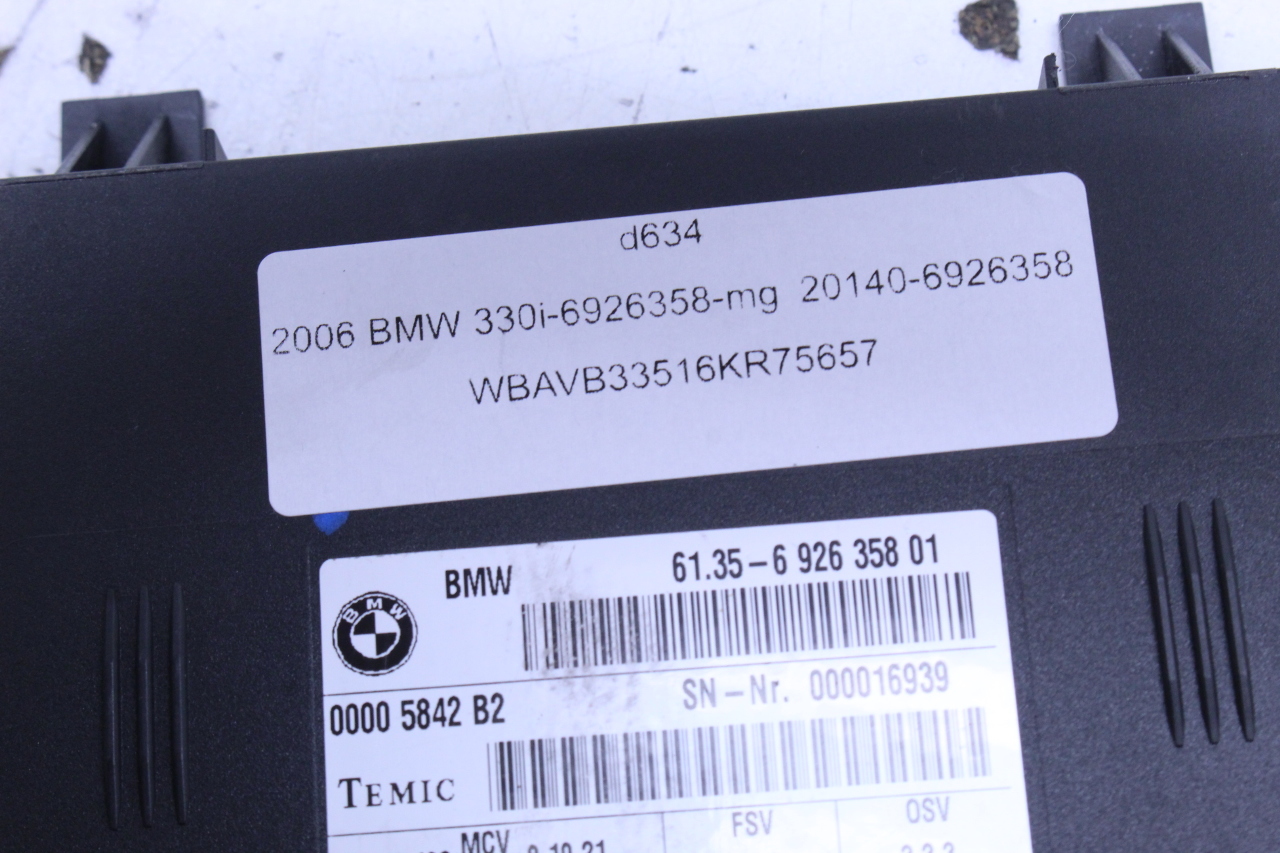 d634
2006 BMW 330i-6926358-mg 20140-6926358
WBAVB33516KR75657
BMW 61.35-6 926 358 01
BMW
0000 5842 B2 SN-Nr. 000016939
TEMIC
MCV FSV OSV